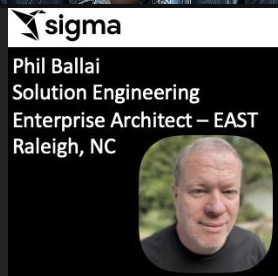 sigma
Phil Ballai
Solution Engineering
Enterprise Architect – EAST
Raleigh, NC